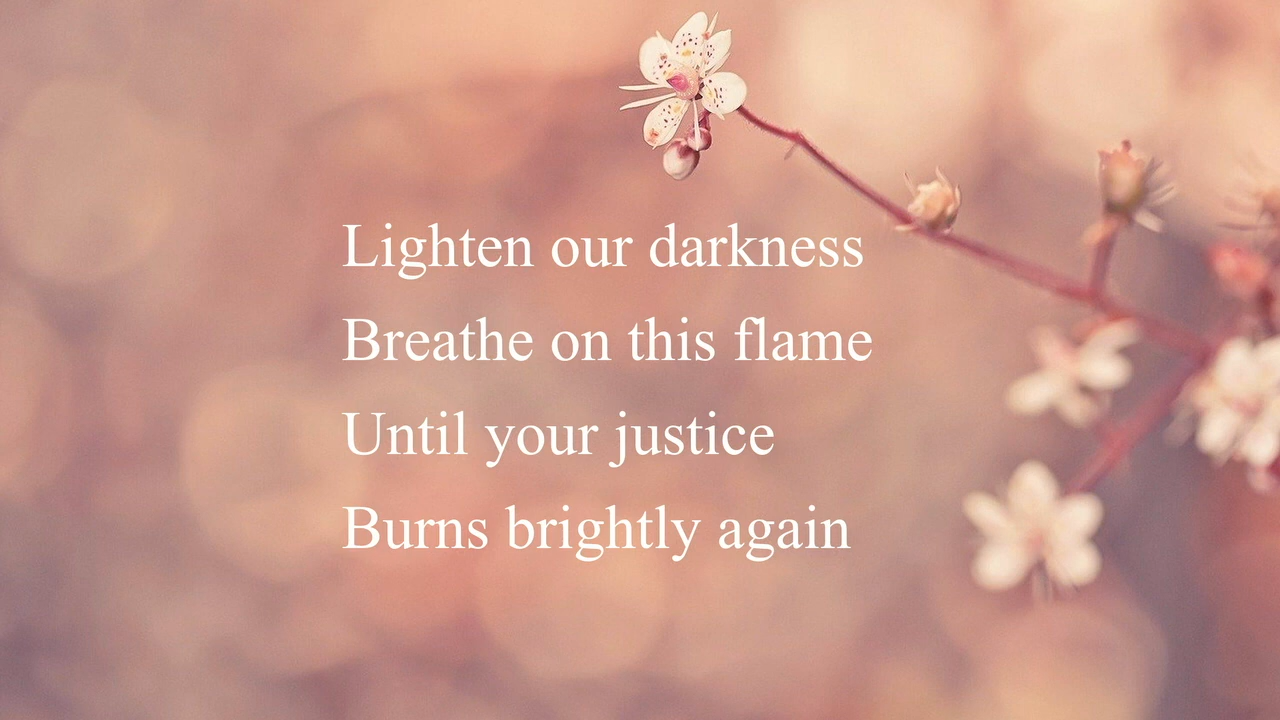 Lighten our darkness
Breathe on this flame
Until your justice
Burns brightly again